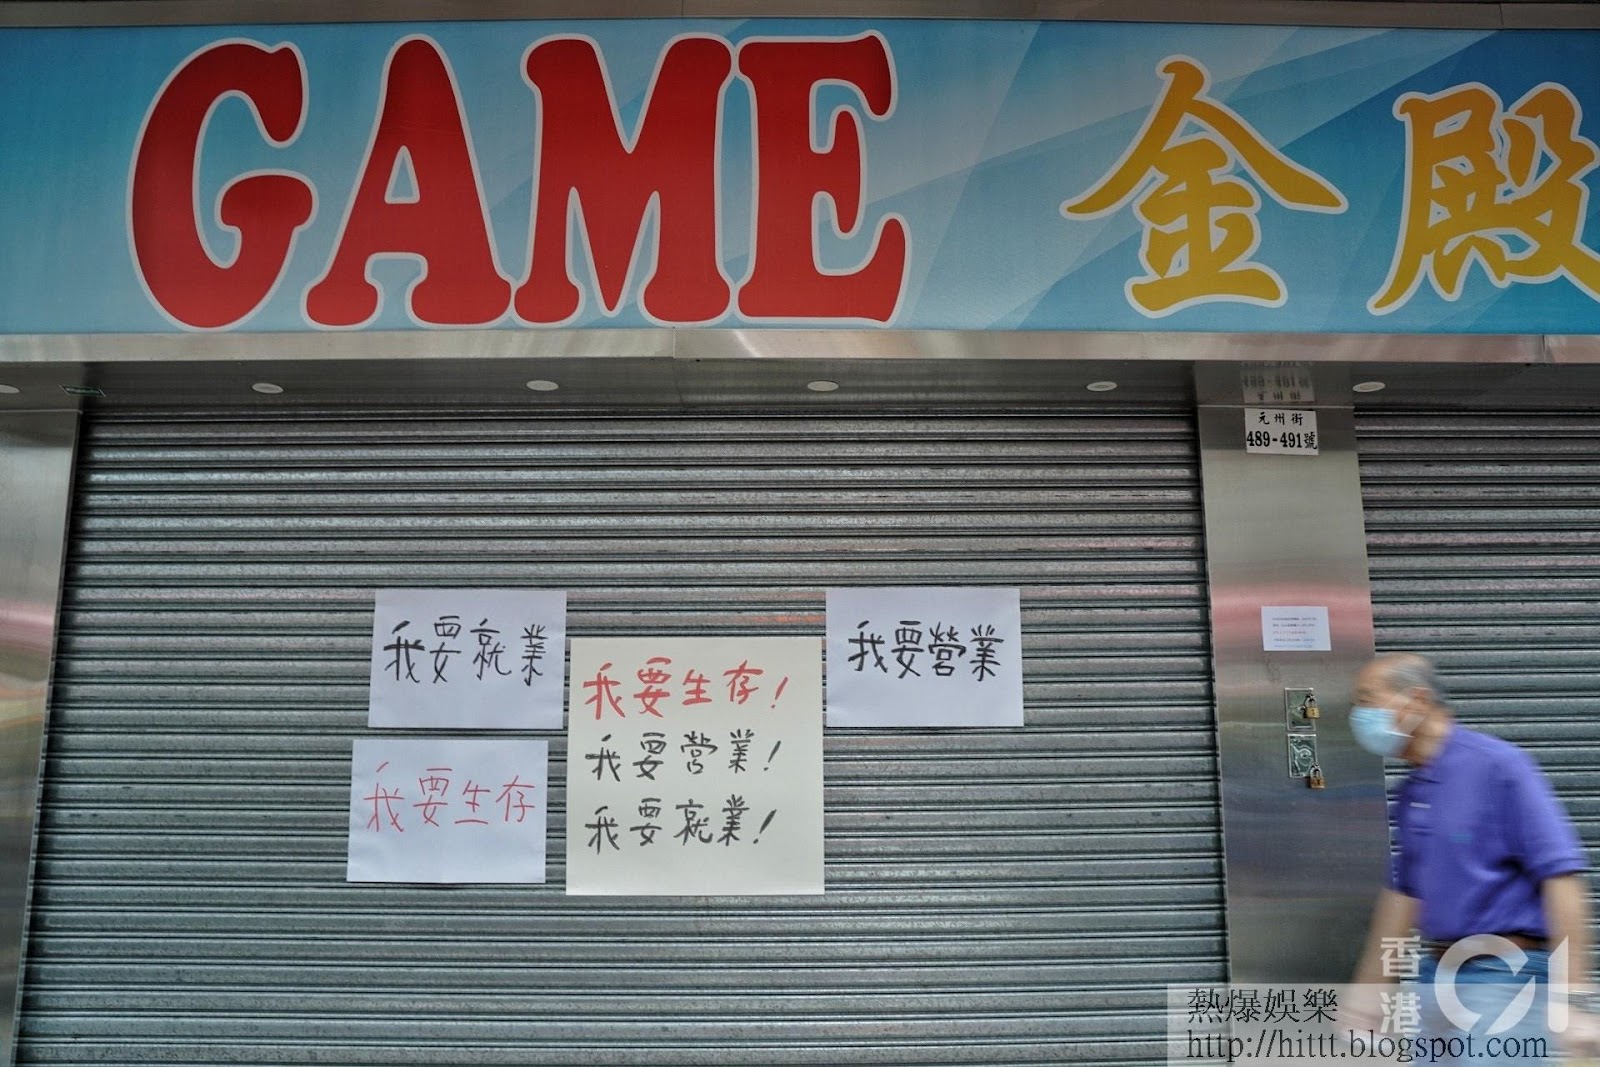 GAME 金殿
元州街
489-491號
我要就業
我要生存
我要生存!
我要營業!
我要就業!
我要營業
香港01
熱爆娛樂
http://hittt.blogspot.com